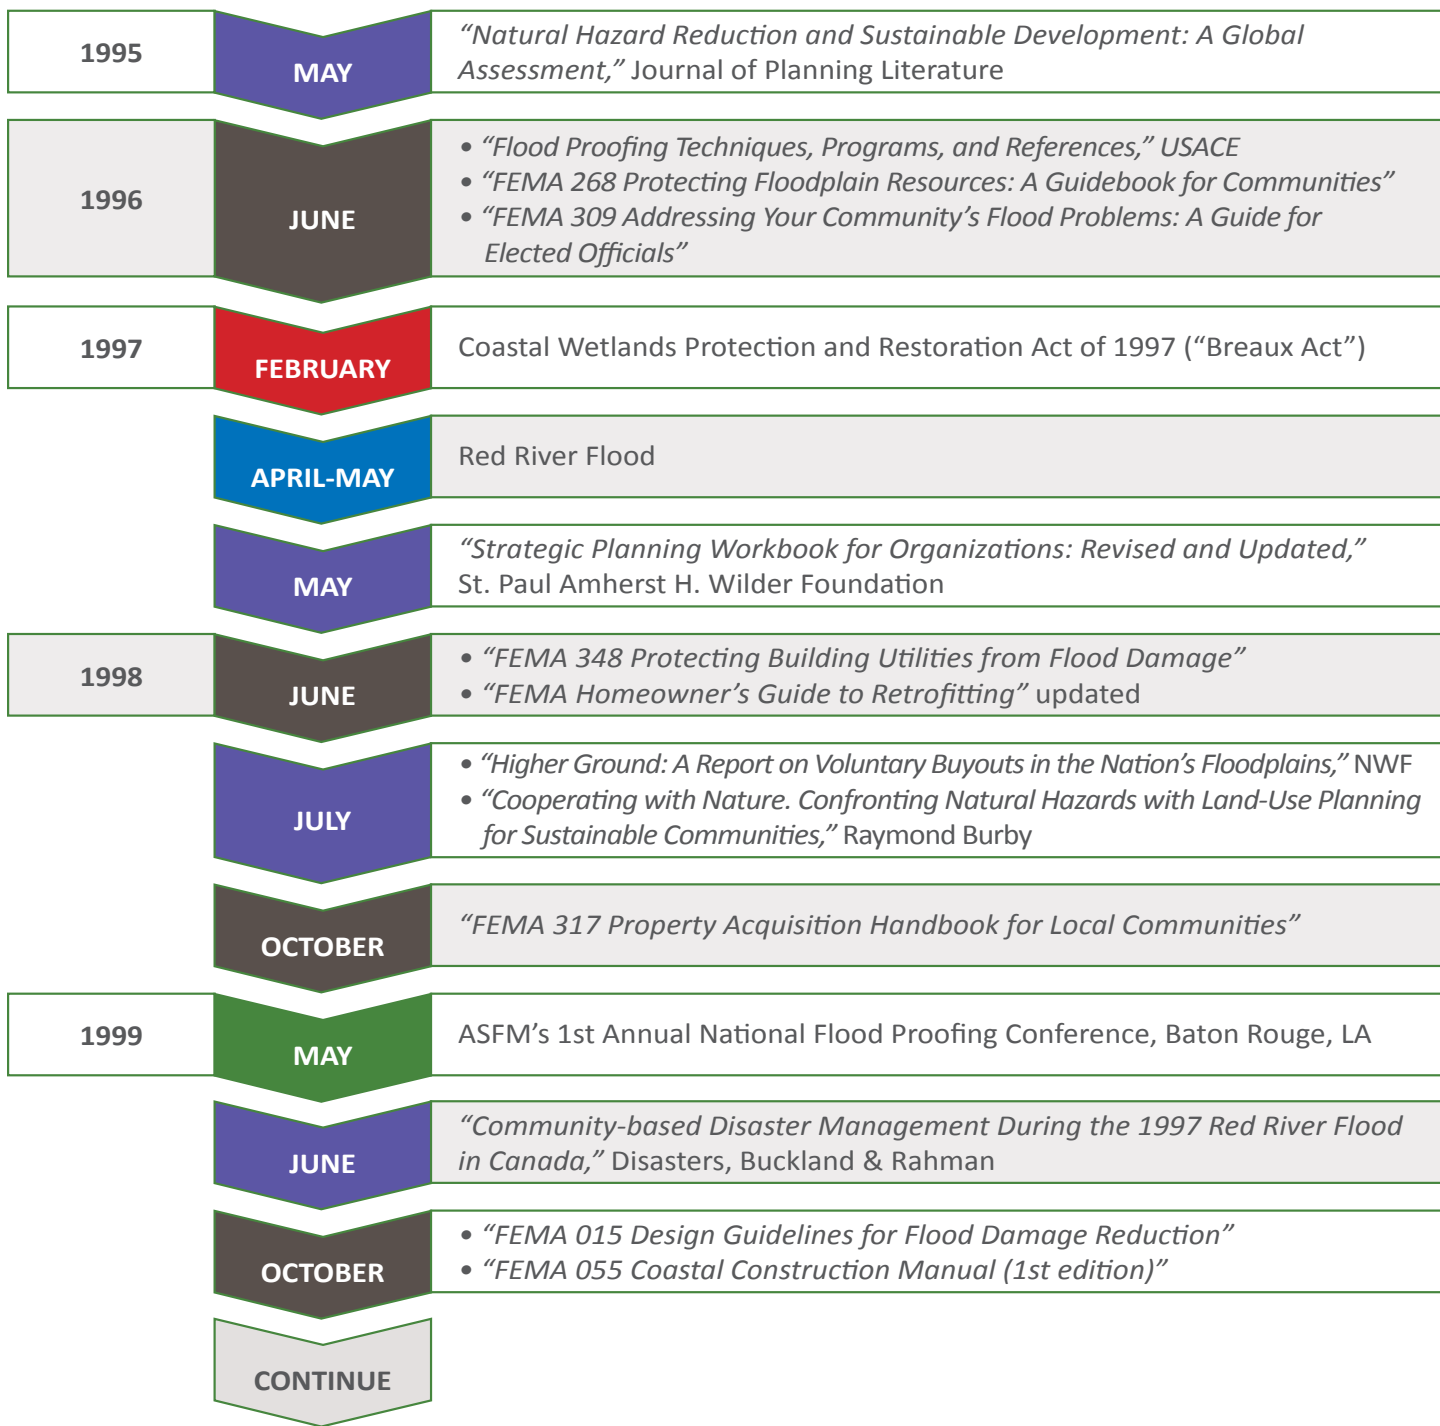 1995
MAY
“Natural Hazard Reduction and Sustainable Development: A Global
Assessment,” Journal of Planning Literature
1996
JUNE
• “Flood Proofing Techniques, Programs, and References,” USACE
• “FEMA 268 Protecting Floodplain Resources: A Guidebook for Communities”
• “FEMA 309 Addressing Your Community’s Flood Problems: A Guide for
Elected Officials”
1997
FEBRUARY
Coastal Wetlands Protection and Restoration Act of 1997 (“Breaux Act”)
APRIL-MAY
Red River Flood
MAY
“Strategic Planning Workbook for Organizations: Revised and Updated,”
St. Paul Amherst H. Wilder Foundation
1998
JUNE
• “FEMA 348 Protecting Building Utilities from Flood Damage”
• “FEMA Homeowner’s Guide to Retrofitting” updated
JULY
• “Higher Ground: A Report on Voluntary Buyouts in the Nation’s Floodplains,” NWF
• “Cooperating with Nature. Confronting Natural Hazards with Land-Use Planning
for Sustainable Communities,” Raymond Burby
OCTOBER
“FEMA 317 Property Acquisition Handbook for Local Communities”
1999
MAY
ASFM’s 1st Annual National Flood Proofing Conference, Baton Rouge, LA
JUNE
“Community-based Disaster Management During the 1997 Red River Flood
in Canada,” Disasters, Buckland & Rahman
OCTOBER
• “FEMA 015 Design Guidelines for Flood Damage Reduction”
• “FEMA 055 Coastal Construction Manual (1st edition)”
CONTINUE